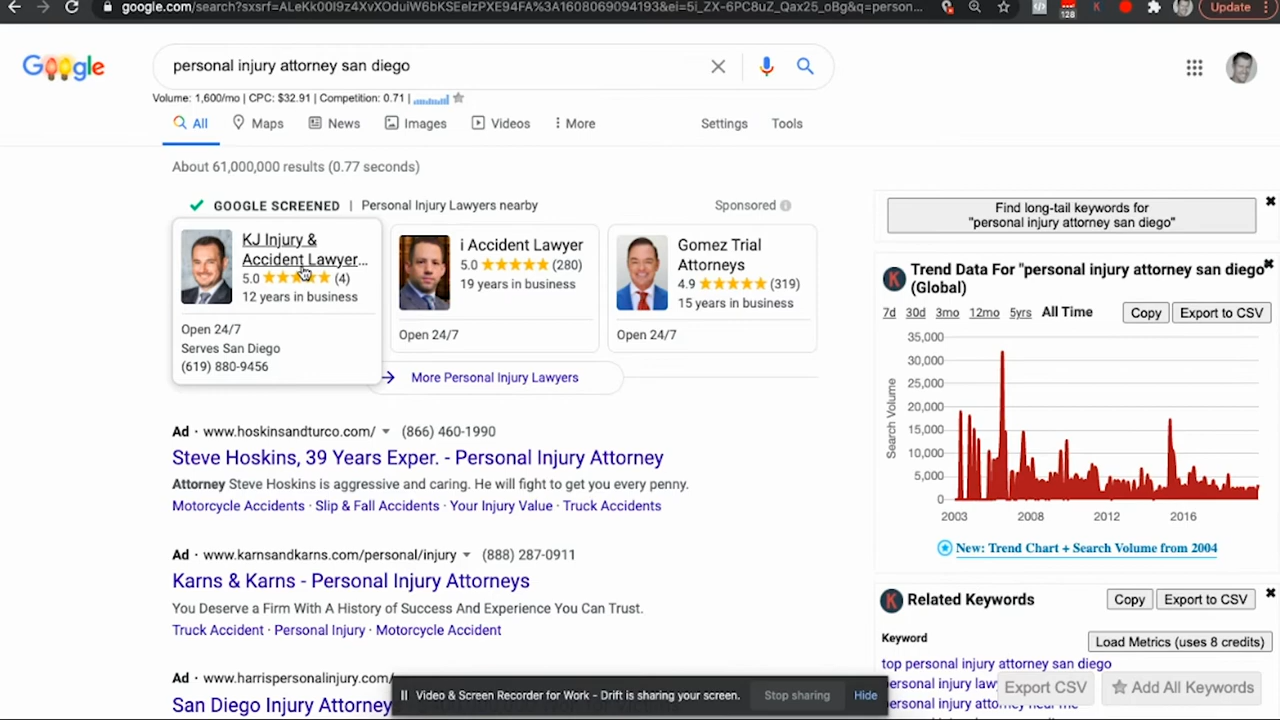 google.com/search?sxsrf=ALeKk00I9z4XvXOduiW6bKSEeIzPXE94FA%3A1608069094193&ei=5i_ZX-6PC8uZ_Qax25_oBg&q=person...
128
K
Update
Google
personal injury attorney san diego
Volume: 1,600/mo | CPC: $32.91 | Competition: 0.71 |
All
Maps
News
Images
Videos
More
Settings
Tools
About 61,000,000 results (0.77 seconds)
GOOGLE SCREENED | Personal Injury Lawyers nearby
Sponsored
KJ Injury &
Accident Lawyer...
5.0 (4)
12 years in business
Open 24/7
Serves San Diego
(619) 880-9456
i Accident Lawyer
5.0 (280)
19 years in business
Open 24/7
Gomez Trial
Attorneys
4.9 (319)
15 years in business
Open 24/7
More Personal Injury Lawyers
Ad · www.hoskinsandturco.com/ (866) 460-1990
Steve Hoskins, 39 Years Exper. - Personal Injury Attorney
Attorney Steve Hoskins is aggressive and caring. He will fight to get you every penny.
Motorcycle Accidents · Slip & Fall Accidents · Your Injury Value · Truck Accidents
Ad · www.karnsandkarns.com/personal/injury (888) 287-0911
Karns & Karns - Personal Injury Attorneys
You Deserve a Firm With A History of Success And Experience You Can Trust.
Truck Accident · Personal Injury · Motorcycle Accident
Ad · www.harrispersonalinjury.com/
San Diego Injury Attorney
Video & Screen Recorder for Work - Drift is sharing your screen.
Stop sharing
Hide
Find long-tail keywords for
"personal injury attorney san diego"
K
Trend Data For "personal injury attorney san diego"
(Global)
7d 30d 3mo 12mo 5yrs All Time
Copy
Export to CSV
Search Volume
35,000
30,000
25,000
20,000
15,000
10,000
5,000
0
2003 2008 2012 2016
New: Trend Chart + Search Volume from 2004
K
Related Keywords
Copy
Export to CSV
Keyword
Load Metrics (uses 8 credits)
top personal injury attorney san diego
personal injury law
personal injury attorney near me
Export CSV
Add All Keywords